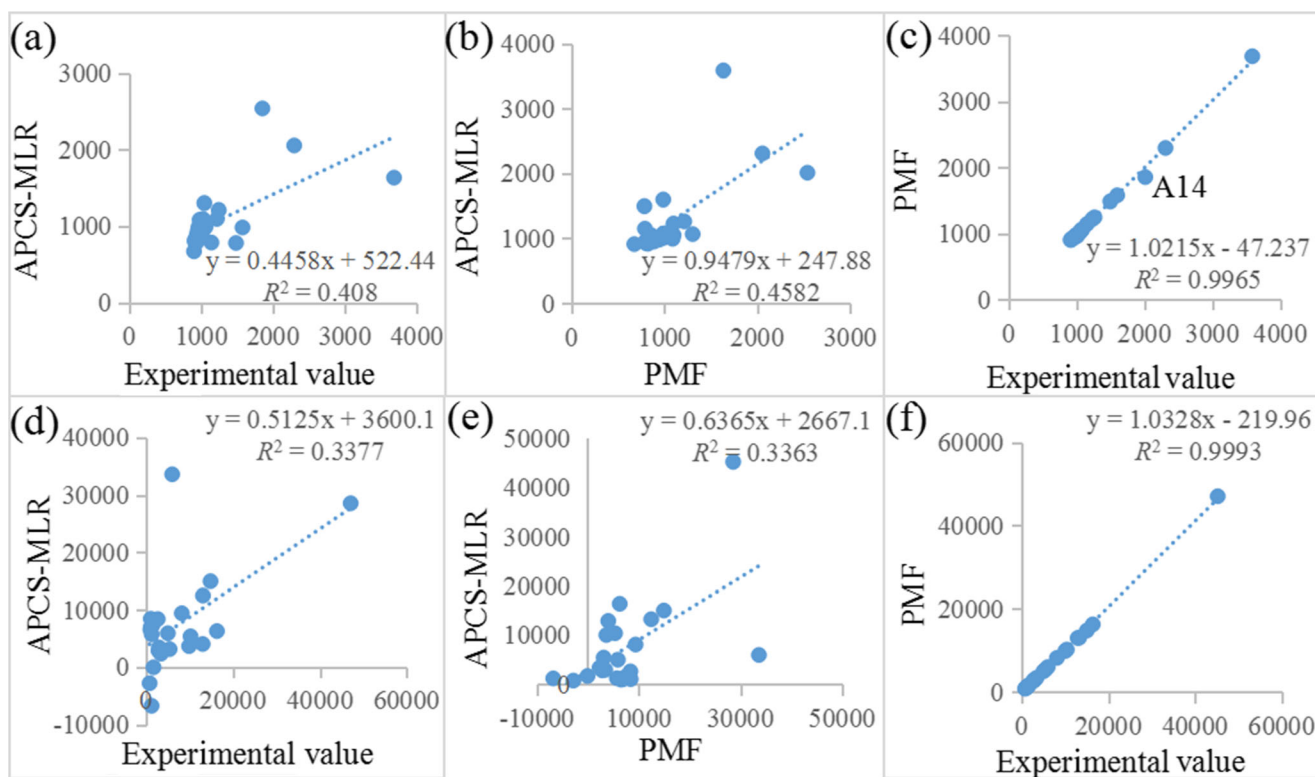 (a)
3000
2000
1000
0
APCS-MLR
y = 0.4458x + 522.44
R² = 0.408
0 1000 2000 3000 4000
Experimental value
(b)
4000
3000
2000
1000
0
APCS-MLR
y = 0.9479x + 247.88
R² = 0.4582
0 1000 2000 3000
PMF
(c)
4000
3000
2000
1000
0
PMF
A14
y = 1.0215x - 47.237
R² = 0.9965
0 1000 2000 3000 4000
Experimental value
(d)
y = 0.5125x + 3600.1
R² = 0.3377
40000
30000
20000
10000
0
-10000
APCS-MLR
0 20000 40000 60000
Experimental value
(e)
y = 0.6365x + 2667.1
R² = 0.3363
50000
40000
30000
20000
10000
0
APCS-MLR
-10000 10000 30000 50000
PMF
(f)
y = 1.0328x - 219.96
R² = 0.9993
60000
40000
20000
0
PMF
0 20000 40000 60000
Experimental value